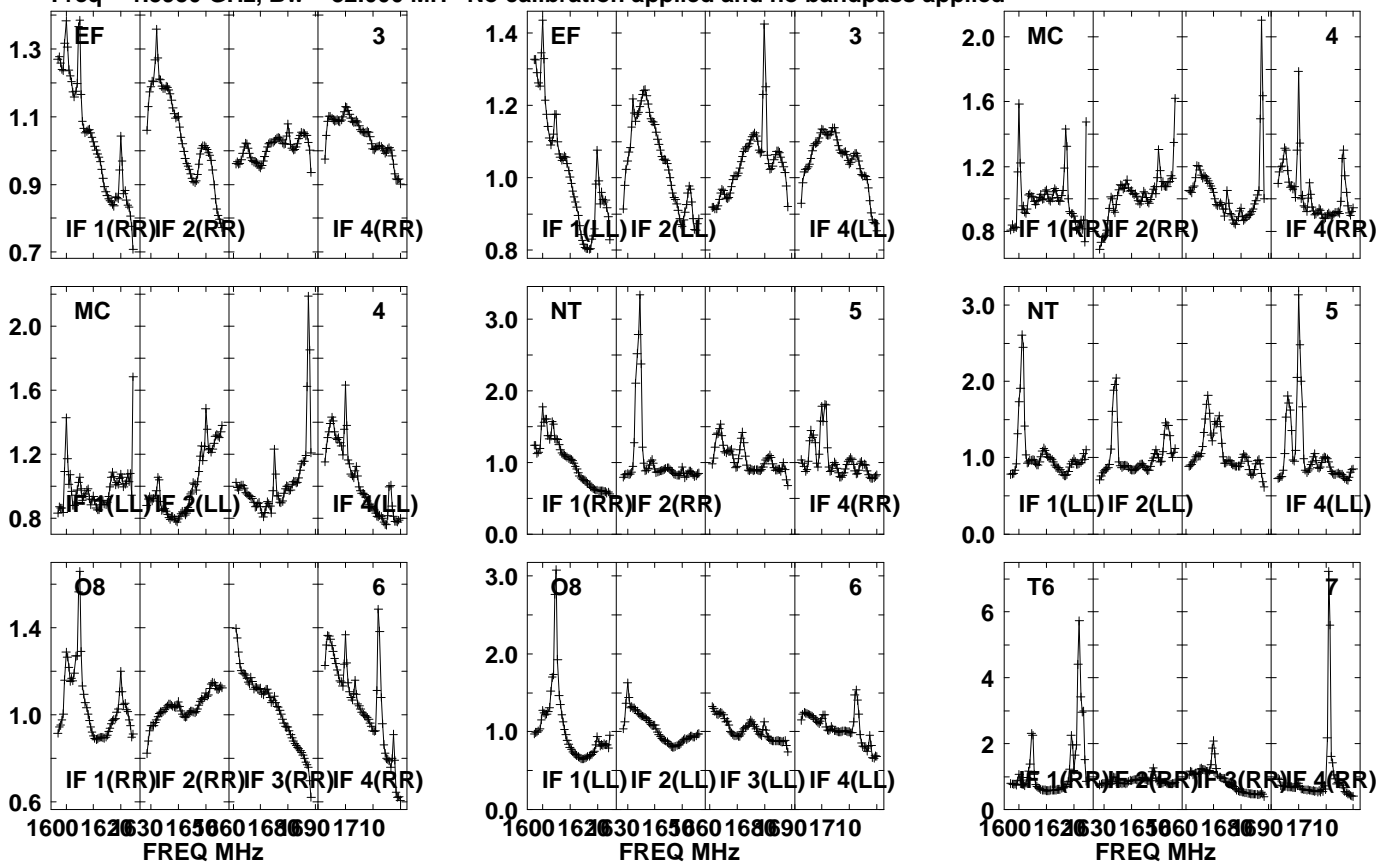 No calibration applied and no bandpass applied
EF 3
1.3
1.1
0.9
0.7
IF 1(RR) IF 2(RR) IF 4(RR)
EF 3
1.4
1.2
1.0
0.8
IF 1(LL) IF 2(LL) IF 4(LL)
MC 4
2.0
1.6
1.2
0.8
IF 1(RR) IF 2(RR) IF 4(RR)
MC 4
2.0
1.6
1.2
0.8
IF 1(LL) IF 2(LL) IF 4(LL)
NT 5
3.0
2.0
1.0
0.0
IF 1(RR) IF 2(RR) IF 4(RR)
NT 5
3.0
2.0
1.0
0.0
IF 1(LL) IF 2(LL) IF 4(LL)
O8 6
1.4
1.0
0.6
IF 1(RR) IF 2(RR) IF 3(RR) IF 4(RR)
1600 1620 1630 1650 1660 1680 1690 1710
FREQ MHz
O8 6
3.0
2.0
1.0
0.0
IF 1(LL) IF 2(LL) IF 3(LL) IF 4(LL)
1600 1620 1630 1650 1660 1680 1690 1710
FREQ MHz
T6 7
6
4
2
0
IF 1(RR) IF 2(RR) IF 3(RR) IF 4(RR)
1600 1620 1630 1650 1660 1680 1690 1710
FREQ MHz